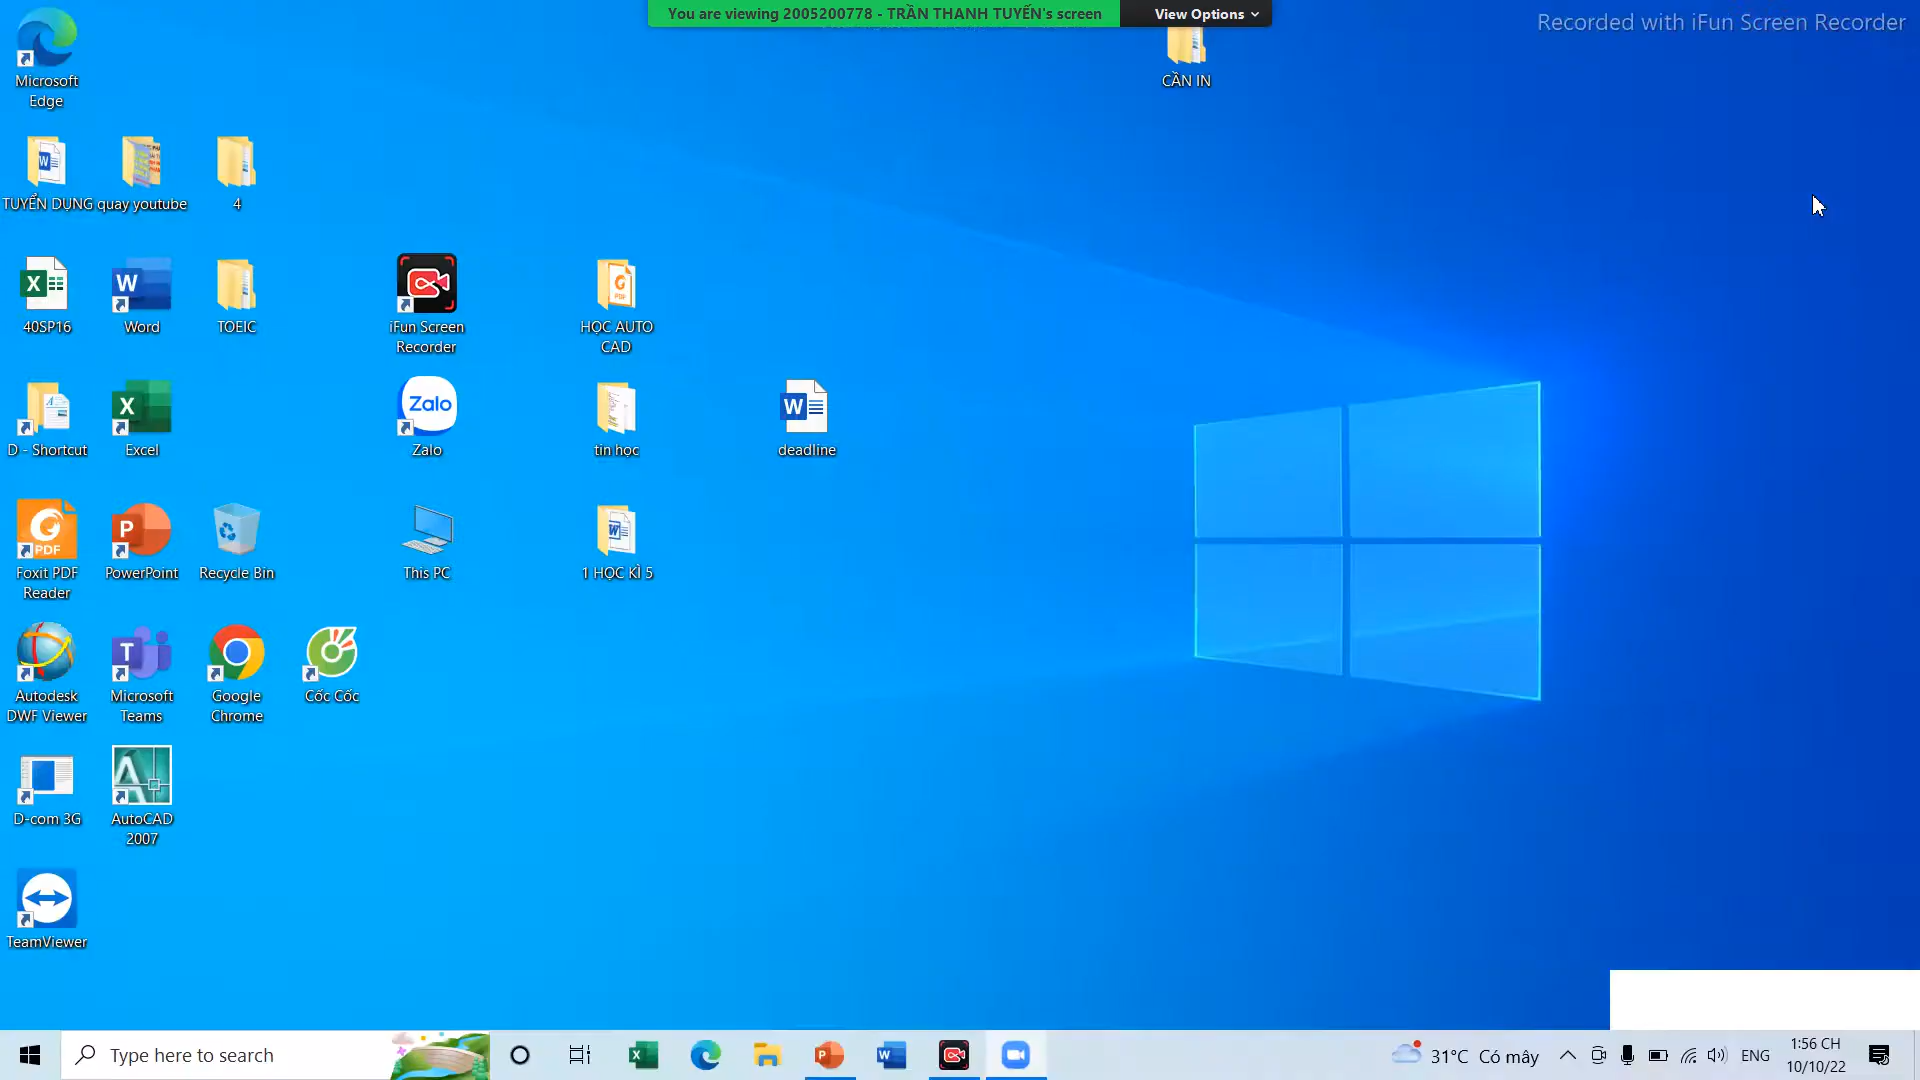 You are viewing 2005200778 - TRẦN THANH TUYẾN's screen
View Options
Recorded with iFun Screen Recorder
Microsoft
Edge
CẦN IN
TUYỂN DỤNG
quay youtube
4
40SP16
Word
TOEIC
iFun Screen
Recorder
HỌC AUTO
CAD
D - Shortcut
Excel
Zalo
Zalo
tin học
deadline
PDF
Foxit PDF
Reader
PowerPoint
Recycle Bin
This PC
1 HỌC KÌ 5
Autodesk
DWF Viewer
Microsoft
Teams
Google
Chrome
Cốc Cốc
D-com 3G
AutoCAD
2007
TeamViewer
Type here to search
31°C Có mây
ENG
1:56 CH
10/10/22